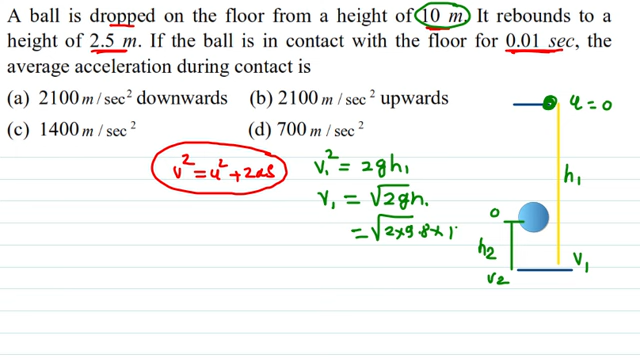 A ball is dropped on the floor from a height of 10 m. It rebounds to a
height of 2.5 m. If the ball is in contact with the floor for 0.01 sec, the
average acceleration during contact is
(a) 2100 m / sec² downwards (b) 2100 m / sec² upwards
(c) 1400 m / sec² (d) 700 m / sec²
u = 0
v² = u² + 2as
v₁² = 2gh₁
h₁
v₁ = √2gh₁
0
= √2×9.8×1
h₂
v₁
v₂